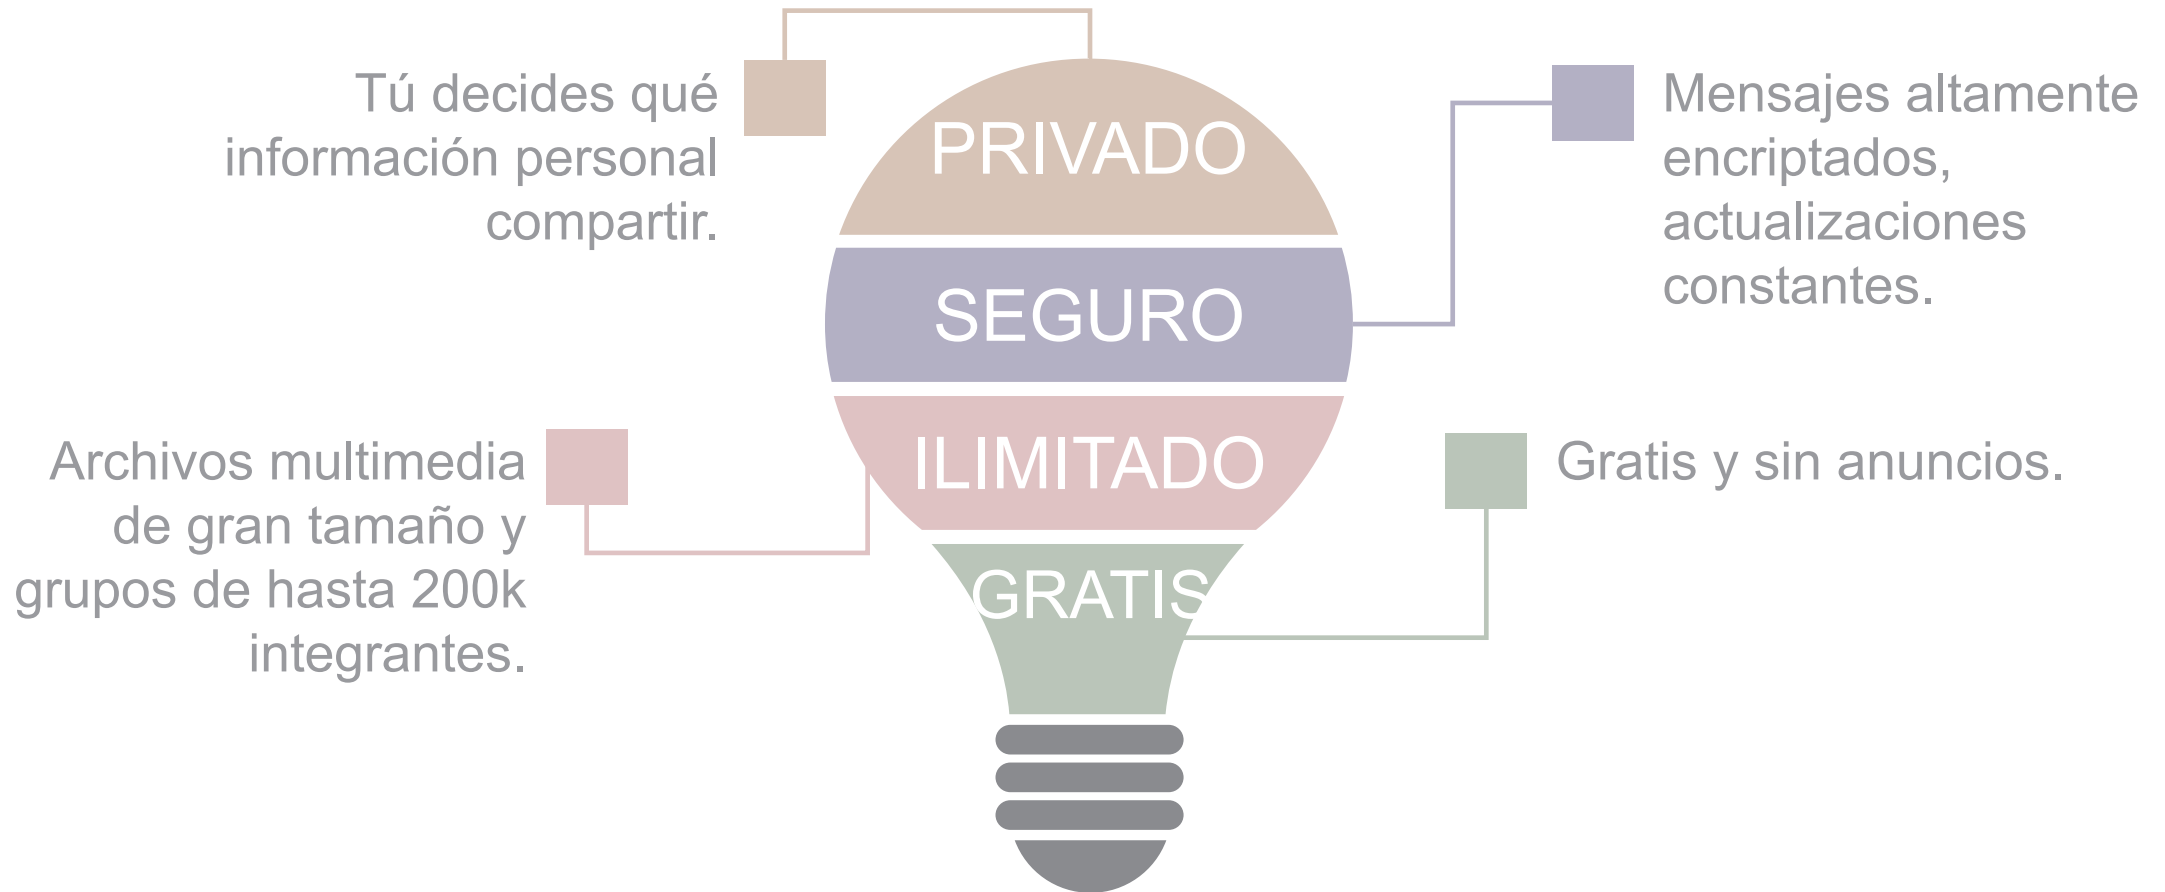 Tú decides qué
información personal
compartir.
PRIVADO
Mensajes altamente
encriptados,
actualizaciones
constantes.
SEGURO
Archivos multimedia
de gran tamaño y
grupos de hasta 200k
integrantes.
ILIMITADO
Gratis y sin anuncios.
GRATIS